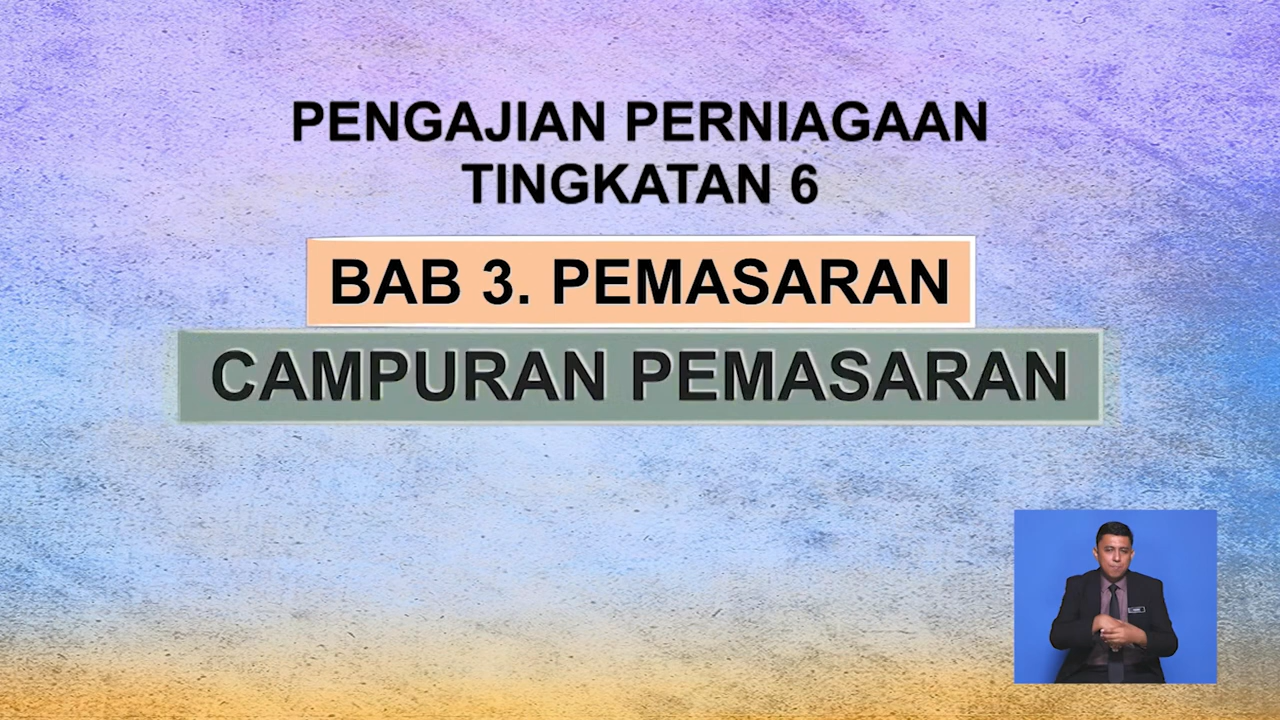 PENGAJIAN PERNIAGAAN
TINGKATAN 6
BAB 3. PEMASARAN
CAMPURAN PEMASARAN